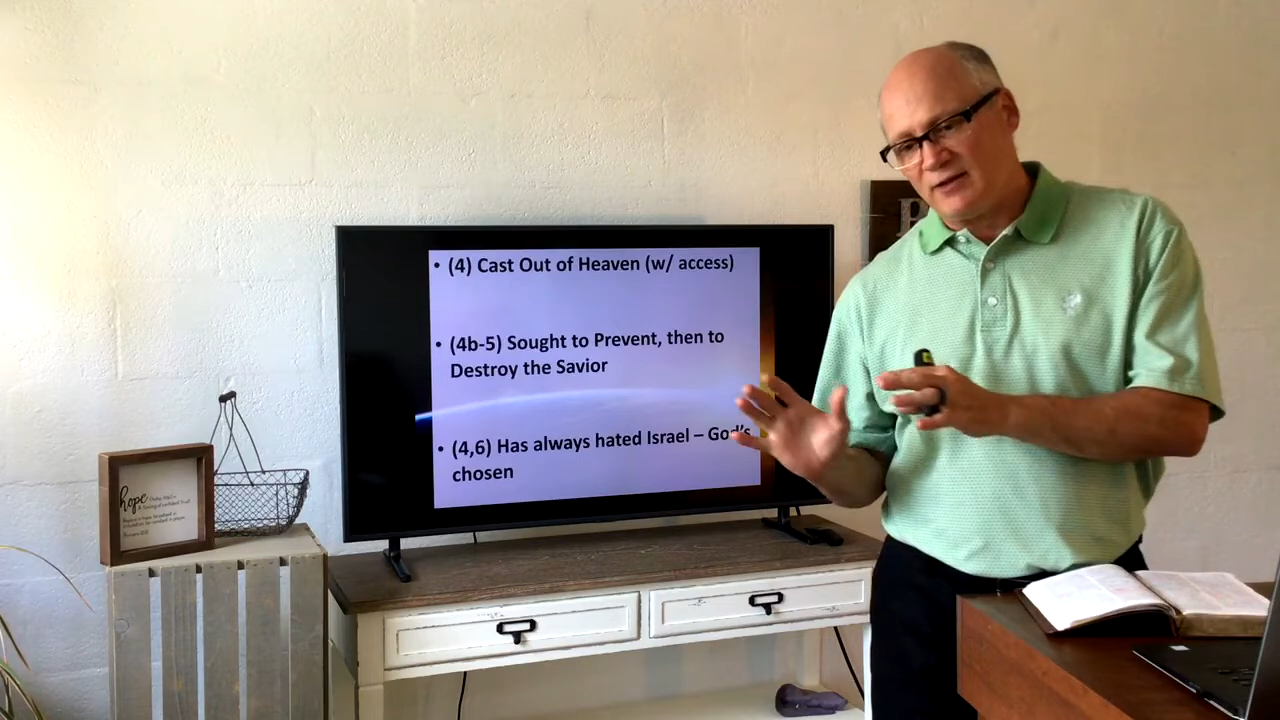 • (4) Cast Out of Heaven (w/ access)
• (4b-5) Sought to Prevent, then to
Destroy the Savior
• (4,6) Has always hated Israel – God's
chosen
hope